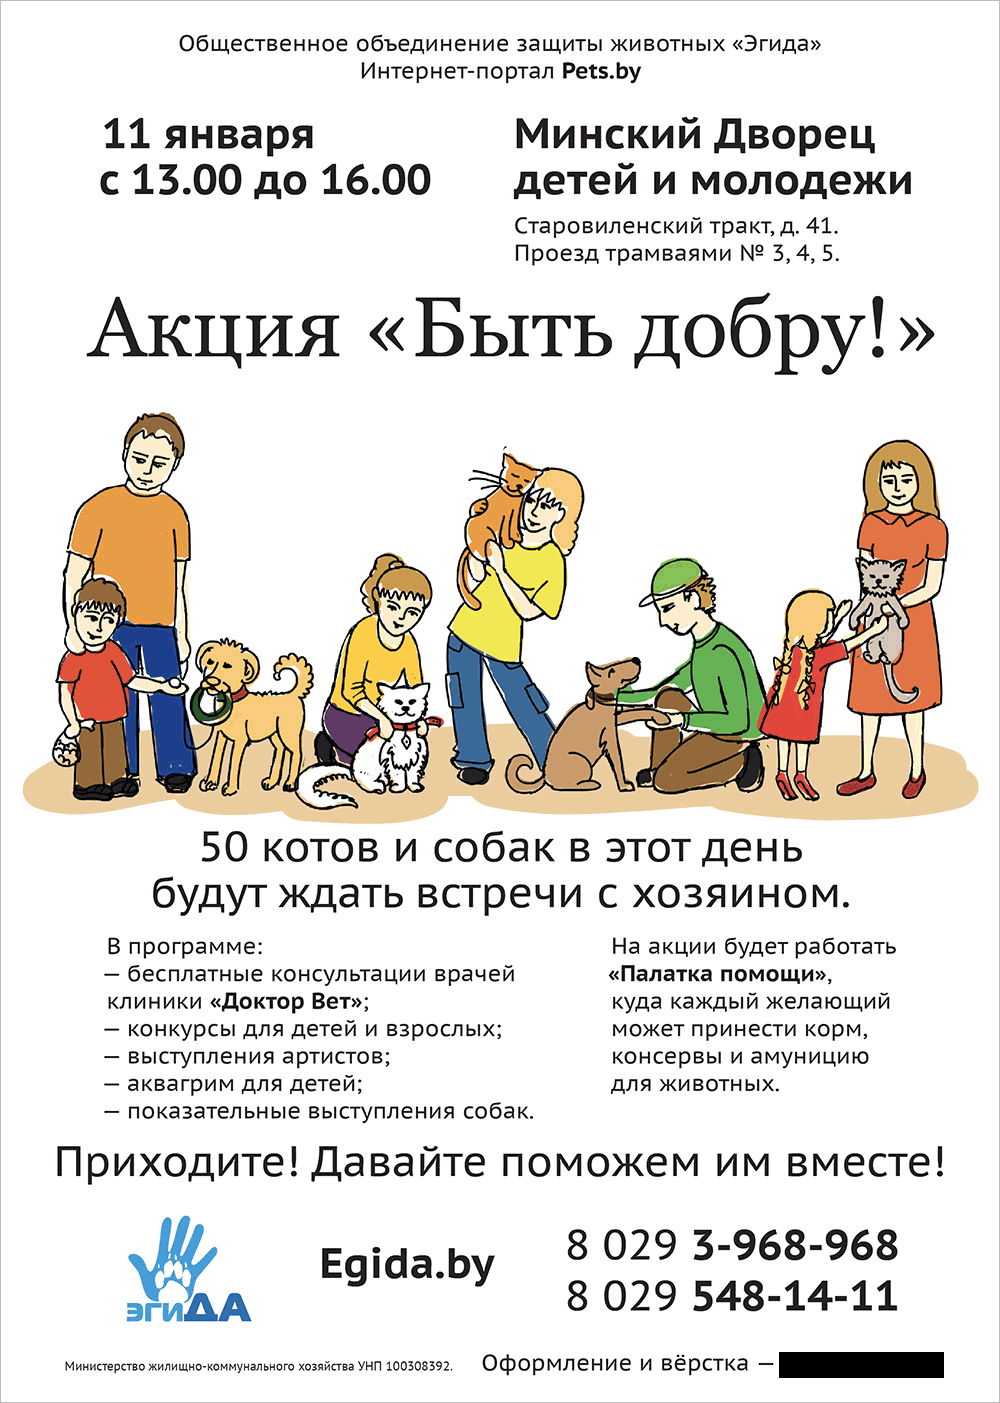 Общественное объединение защиты животных «Эгида»
Интернет-портал Pets.by
11 января
с 13.00 до 16.00
Минский Дворец
детей и молодежи
Старовиленский тракт, д. 41.
Проезд трамваями № 3, 4, 5.
Акция «Быть добру!»
50 котов и собак в этот день
будут ждать встречи с хозяином.
В программе:
— бесплатные консультации врачей
клиники «Доктор Вет»;
— конкурсы для детей и взрослых;
— выступления артистов;
— аквагрим для детей;
— показательные выступления собак.
На акции будет работать
«Палатка помощи»,
куда каждый желающий
может принести корм,
консервы и амуницию
для животных.
Приходите! Давайте поможем им вместе!
эгиДА
Egida.by
8 029 3-968-968
8 029 548-14-11
Министерство жилищно-коммунального хозяйства УНП 100308392.
Оформление и вёрстка —